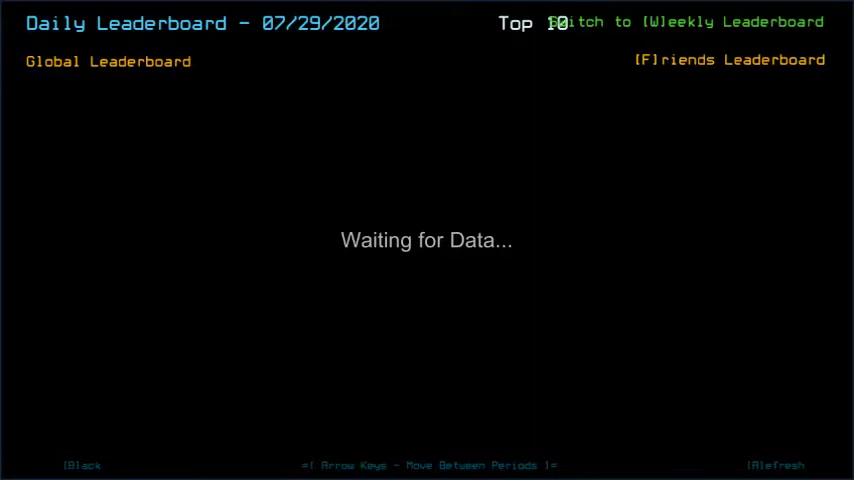 Daily Leaderboard - 07/29/2020 Top 10 Switch to [W]eekly Leaderboard
Global Leaderboard [F]riends Leaderboard
Waiting for Data...
[B]ack =[ Arrow Keys - Move Between Periods ]= [R]efresh